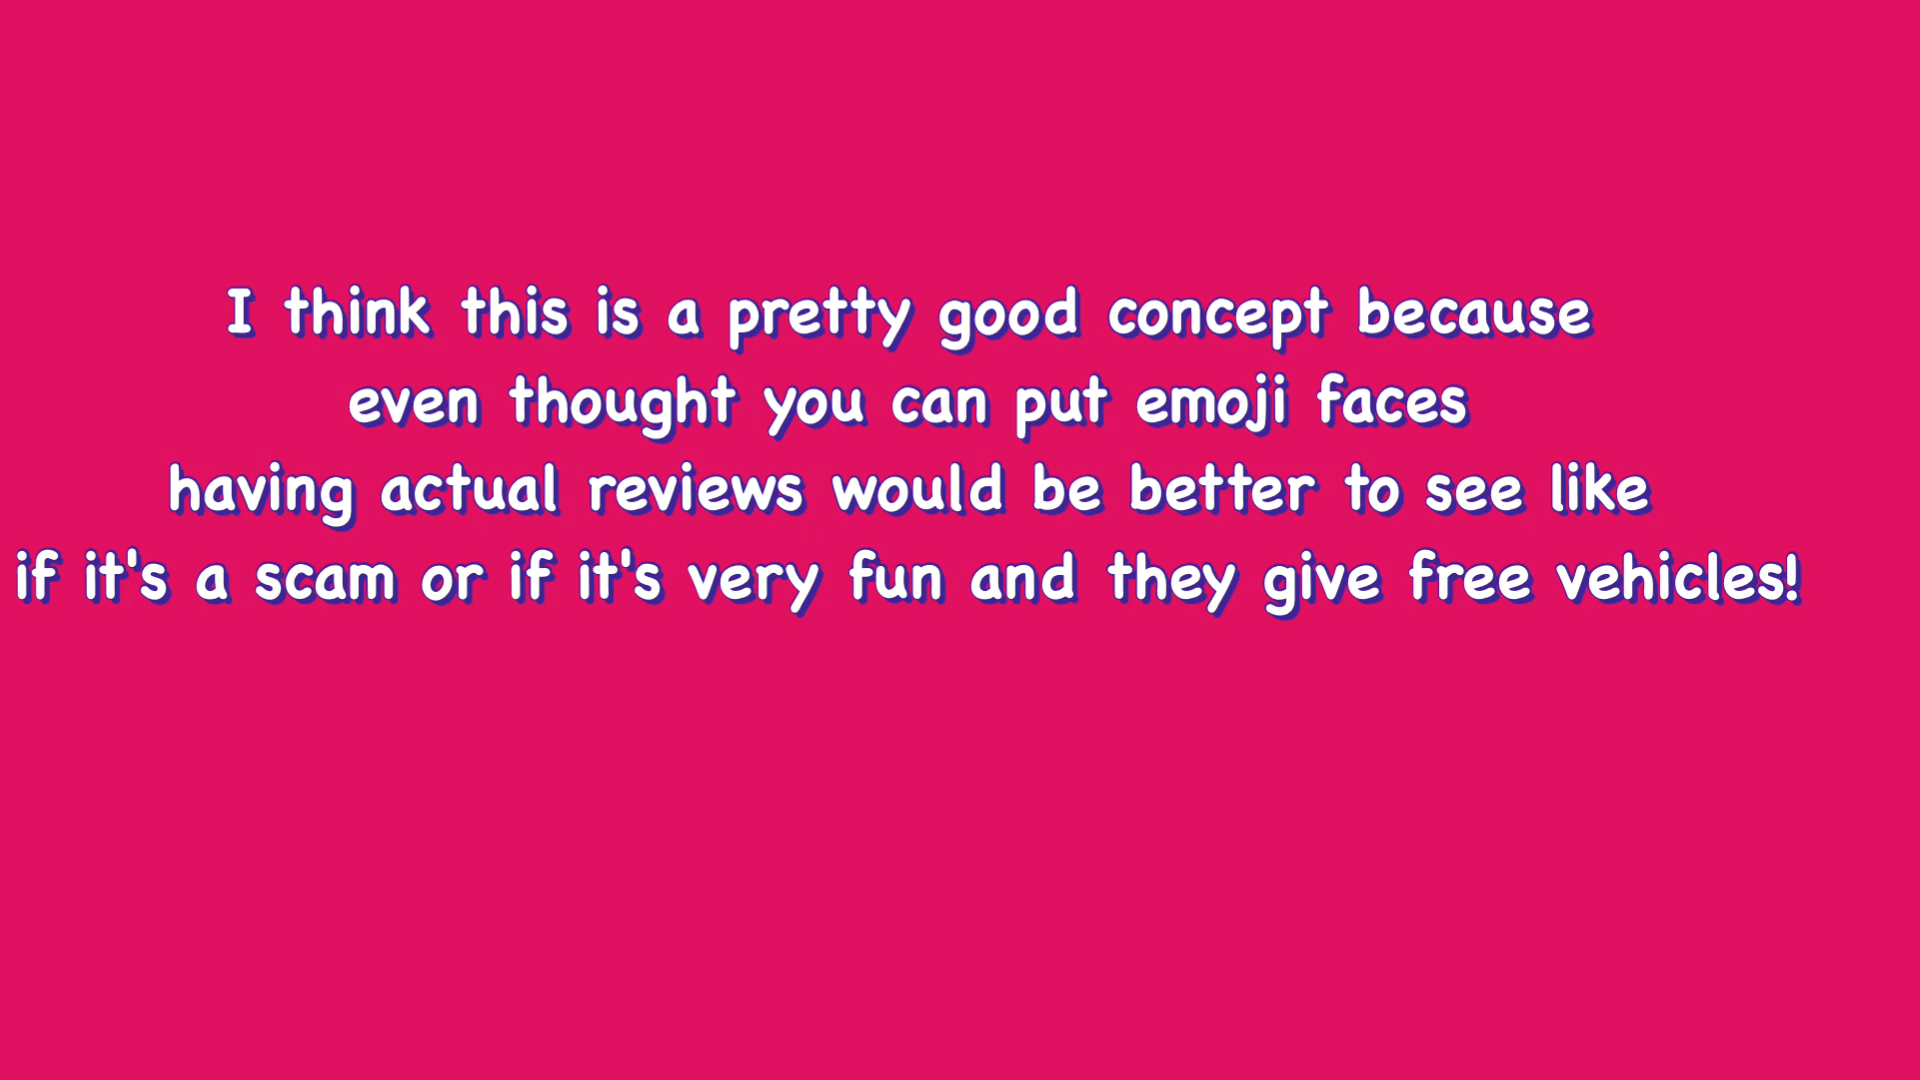 I think this is a pretty good concept because
even thought you can put emoji faces
having actual reviews would be better to see like
if it's a scam or if it's very fun and they give free vehicles!